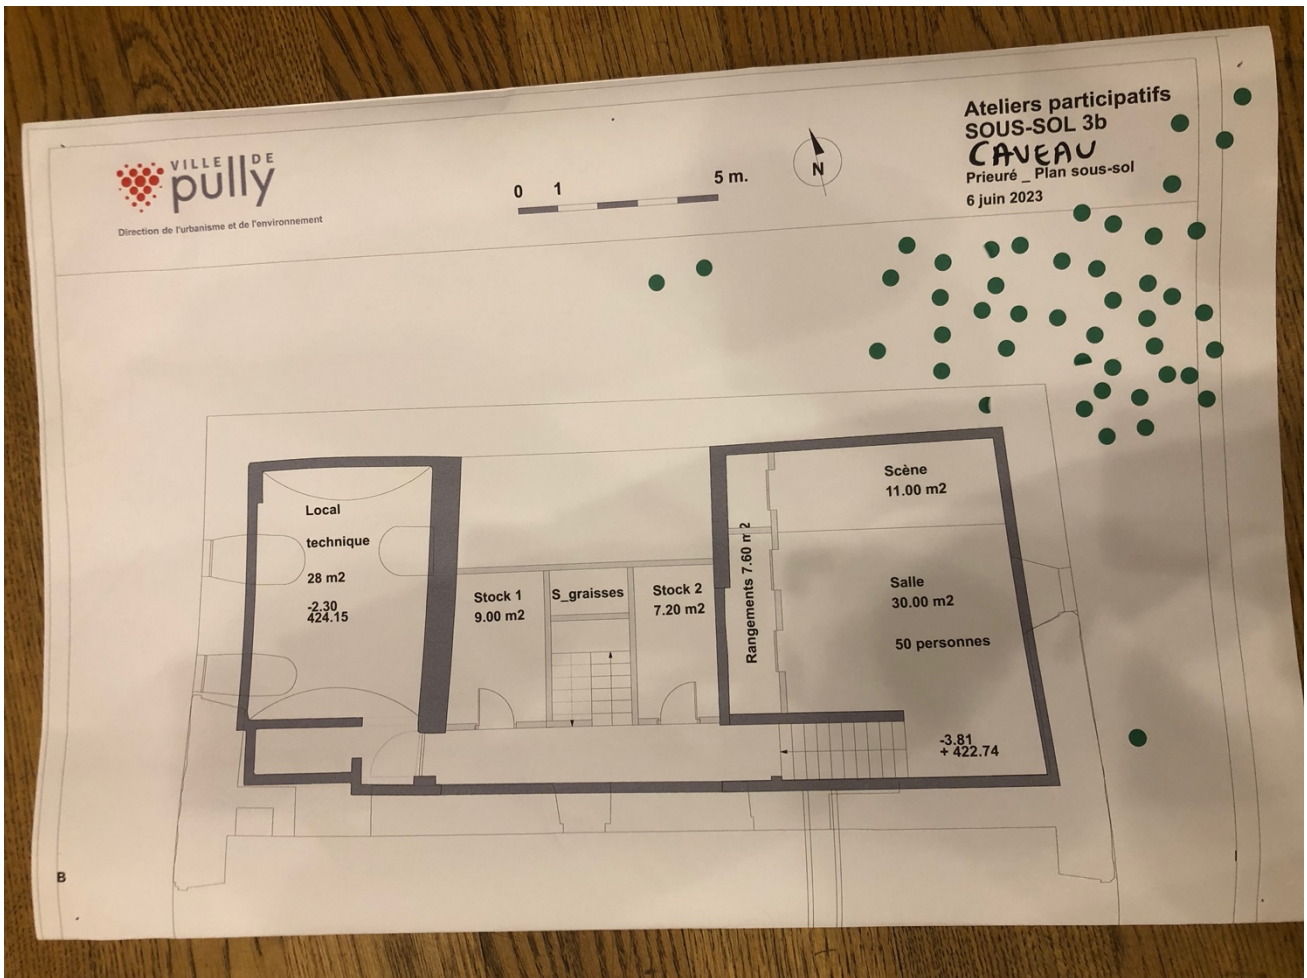 VILLE DE
pully
Direction de l'urbanisme et de l'environnement
0 1 5 m.
N
Ateliers participatifs
SOUS-SOL 3b
CAVEAU
Prieuré _ Plan sous-sol
6 juin 2023
Local
technique
28 m2
-2.30
424.15
Stock 1
9.00 m2
S_graisses
Stock 2
7.20 m2
Rangements 7.60 m2
Scène
11.00 m2
Salle
30.00 m2
50 personnes
-3.81
+ 422.74
B